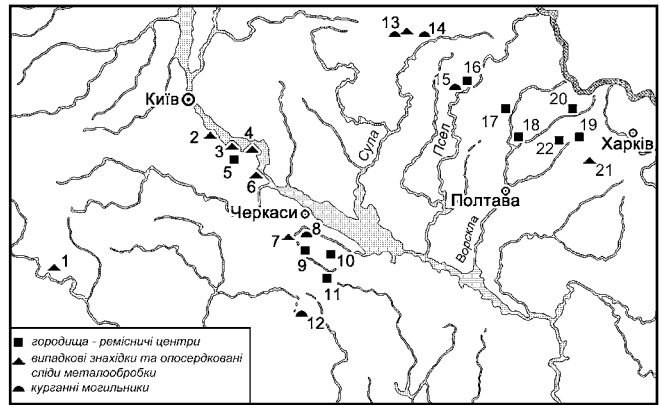 13 14
16
15
Київ
17
20
2
3
4
5
6
18
22
19
Харків
21
Сула
Псел
Полтава
Ворскла
Черкаси
7
8
9
10
11
12
1
городища - ремісничі центри
випадкові знахідки та опосередковані
сліди металообробки
курганні могильники